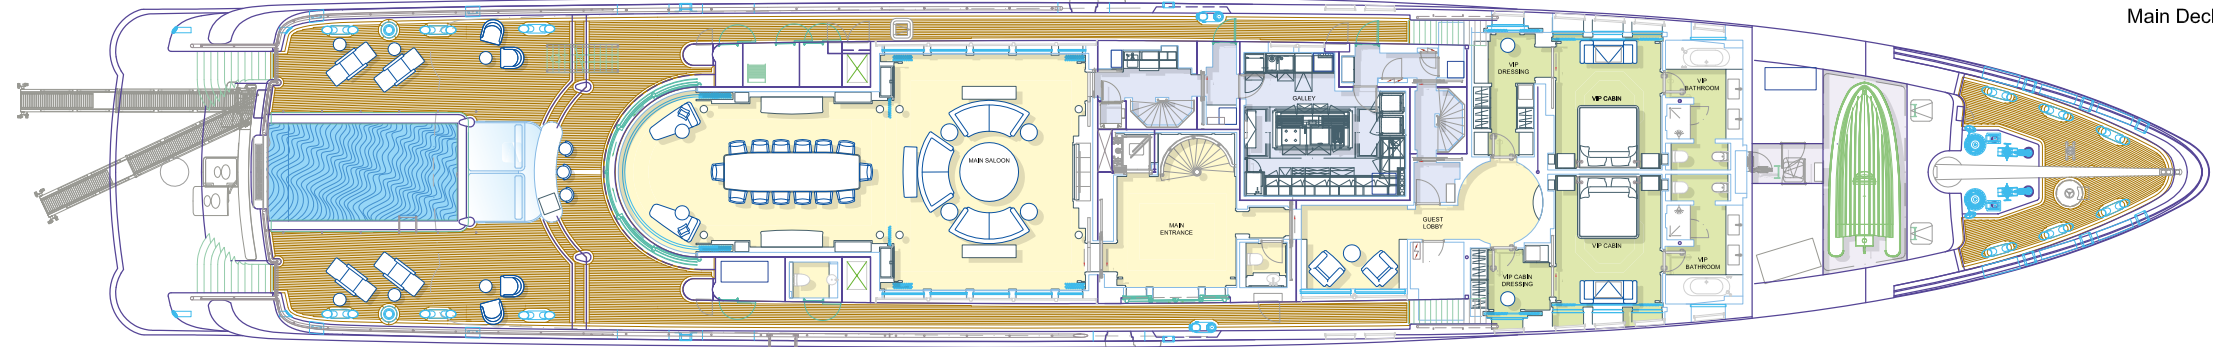 Main Deck
VIP
DRESSING
VIP CABIN
VIP
BATHROOM
GALLEY
MAIN SALOON
MAIN
ENTRANCE
GUEST
LOBBY
VIP CABIN
VIP
BATHROOM
VIP CABIN
DRESSING